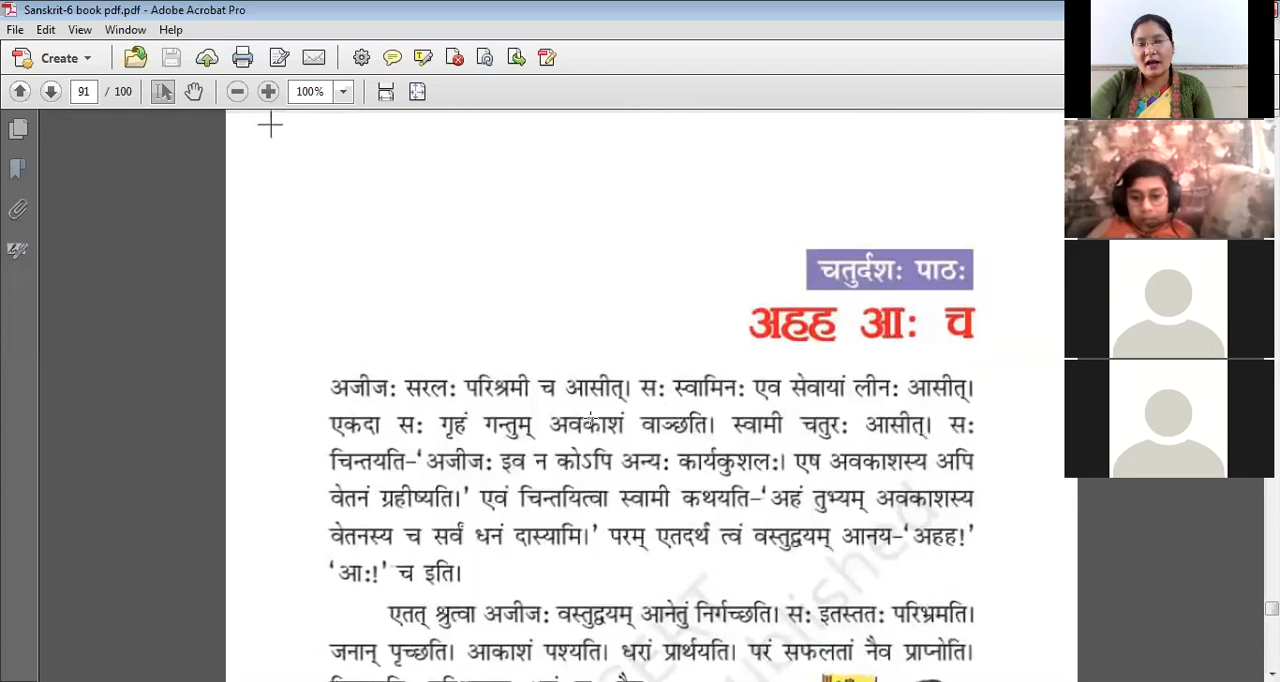 Sanskrit-6 book pdf.pdf - Adobe Acrobat Pro
File Edit View Window Help
Create
91 / 100 100%
चतुर्दशः पाठः
अहह आः च
अजीजः सरलः परिश्रमी च आसीत्। सः स्वामिनः एव सेवायां लीनः आसीत्।
एकदा सः गृहं गन्तुम् अवकाशं वाञ्छति। स्वामी चतुरः आसीत्। सः
चिन्तयति-‘अजीजः इव न कोऽपि अन्यः कार्यकुशलः। एष अवकाशस्य अपि
वेतनं ग्रहीष्यति।’ एवं चिन्तयित्वा स्वामी कथयति-‘अहं तुभ्यम् अवकाशस्य
वेतनस्य च सर्वं धनं दास्यामि।’ परम् एतदर्थं त्वं वस्तुद्वयम् आनय-‘अहह!’
‘आः!’ च इति।
एतत् श्रुत्वा अजीजः वस्तुद्वयम् आनेतुं निर्गच्छति। सः इतस्ततः परिभ्रमति।
जनान् पृच्छति। आकाशं पश्यति। धरां प्रार्थयति। परं सफलतां नैव प्राप्नोति।